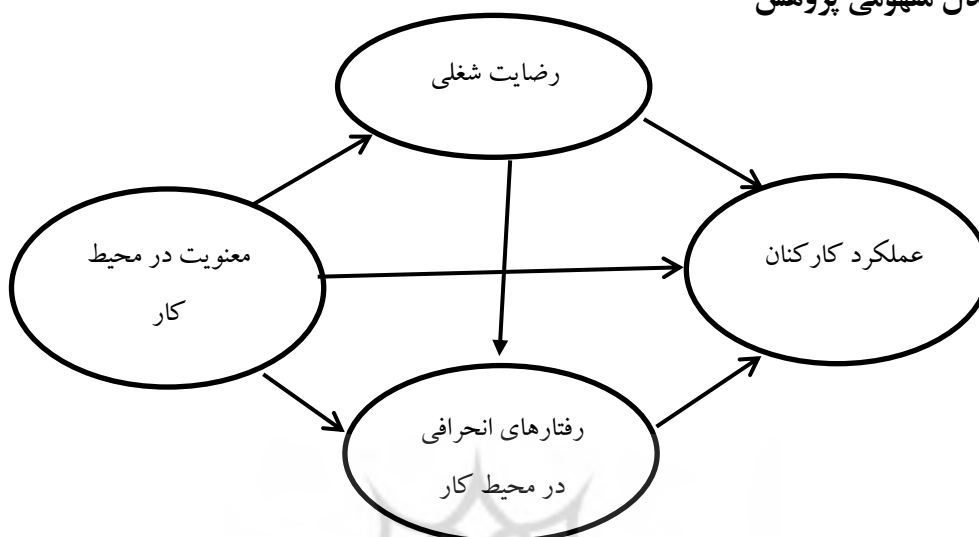 مفهومی پژوهش
رضایت شغلی
معنویت در محیط
کار
عملکرد کارکنان
رفتارهای انحرافی
در محیط کار